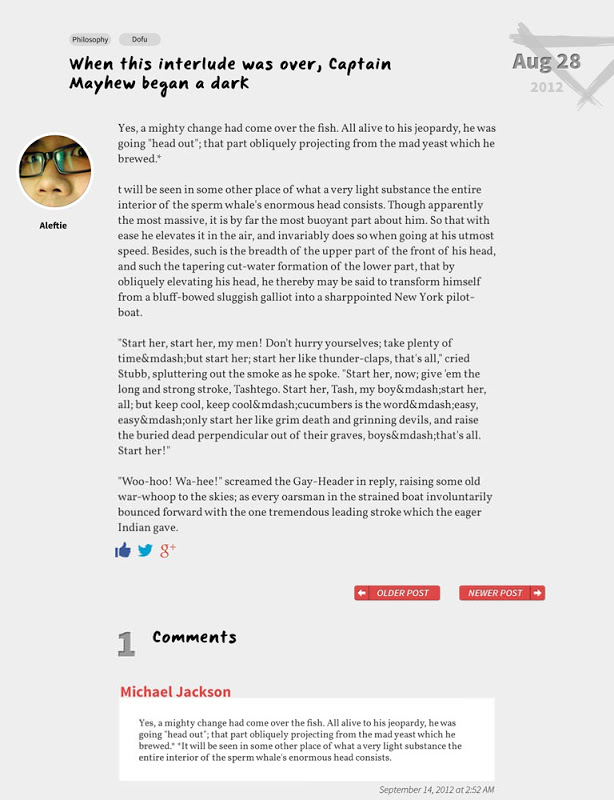 Philosophy Dofu
When this interlude was over, Captain
Mayhew began a dark
Aug 28
2012
Aleftie
Yes, a mighty change had come over the fish. All alive to his jeopardy, he was
going "head out"; that part obliquely projecting from the mad yeast which he
brewed.*
t will be seen in some other place of what a very light substance the entire
interior of the sperm whale's enormous head consists. Though apparently
the most massive, it is by far the most buoyant part about him. So that with
ease he elevates it in the air, and invariably does so when going at his utmost
speed. Besides, such is the breadth of the upper part of the front of his head,
and such the tapering cut-water formation of the lower part, that by
obliquely elevating his head, he thereby may be said to transform himself
from a bluff-bowed sluggish galliot into a sharppointed New York pilot-
boat.
"Start her, start her, my men! Don't hurry yourselves; take plenty of
time&mdash;but start her; start her like thunder-claps, that's all," cried
Stubb, spluttering out the smoke as he spoke. "Start her, now; give 'em the
long and strong stroke, Tashtego. Start her, Tash, my boy&mdash;start her,
all; but keep cool, keep cool&mdash;cucumbers is the word&mdash;easy,
easy&mdash;only start her like grim death and grinning devils, and raise
the buried dead perpendicular out of their graves, boys&mdash;that's all.
Start her!"
"Woo-hoo! Wa-hee!" screamed the Gay-Header in reply, raising some old
war-whoop to the skies; as every oarsman in the strained boat involuntarily
bounced forward with the one tremendous leading stroke which the eager
Indian gave.
g+
OLDER POST NEWER POST
1 Comments
Michael Jackson
Yes, a mighty change had come over the fish. All alive to his jeopardy, he was
going "head out"; that part obliquely projecting from the mad yeast which he
brewed.* "It will be seen in some other place of what a very light substance the
entire interior of the sperm whale's enormous head consists.
September 14, 2012 at 2:52 AM